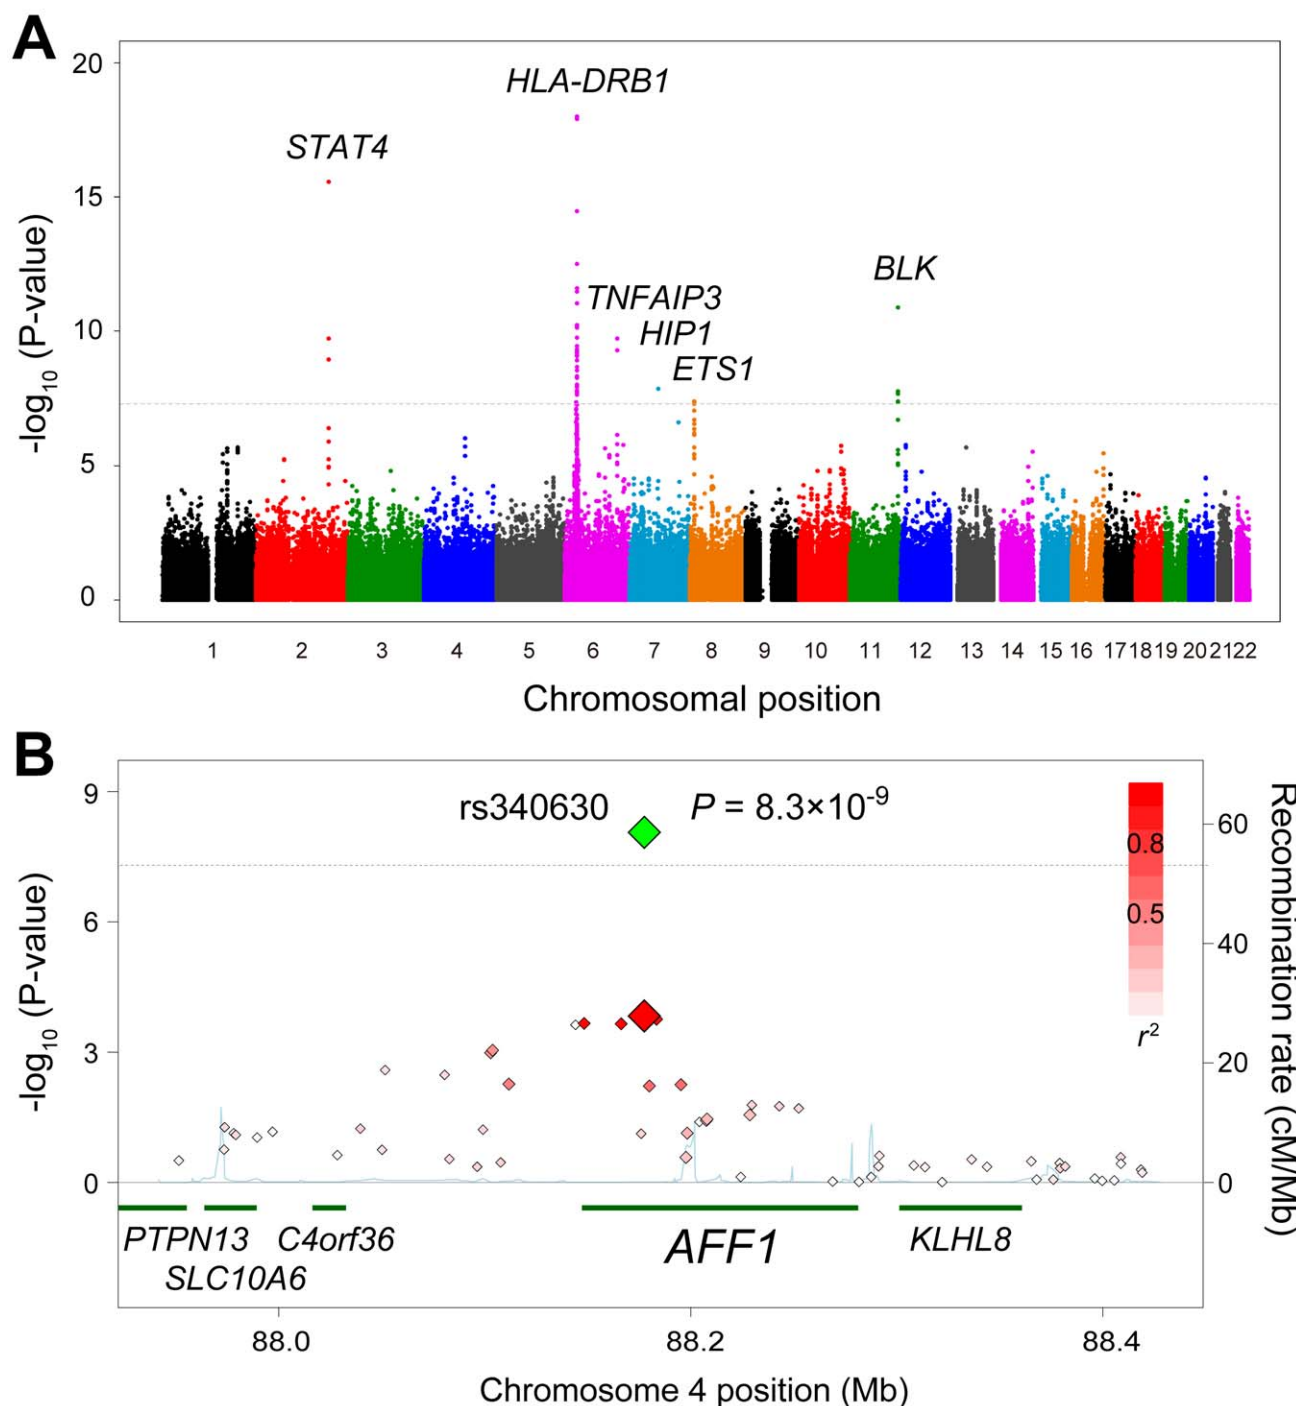 A
-log10 (P-value)
20
15
10
5
0
HLA-DRB1
STAT4
BLK
TNFAIP3
HIP1
ETS1
1 2 3 4 5 6 7 8 9 10 11 12 13 14 15 16 17 18 19 20 21 22
Chromosomal position
B
-log10 (P-value)
9
6
3
0
rs340630 P = 8.3×10-9
0.8
0.5
r2
60
40
20
0
Recombination rate (cM/Mb)
PTPN13 C4orf36 AFF1 KLHL8
SLC10A6
88.0 88.2 88.4
Chromosome 4 position (Mb)